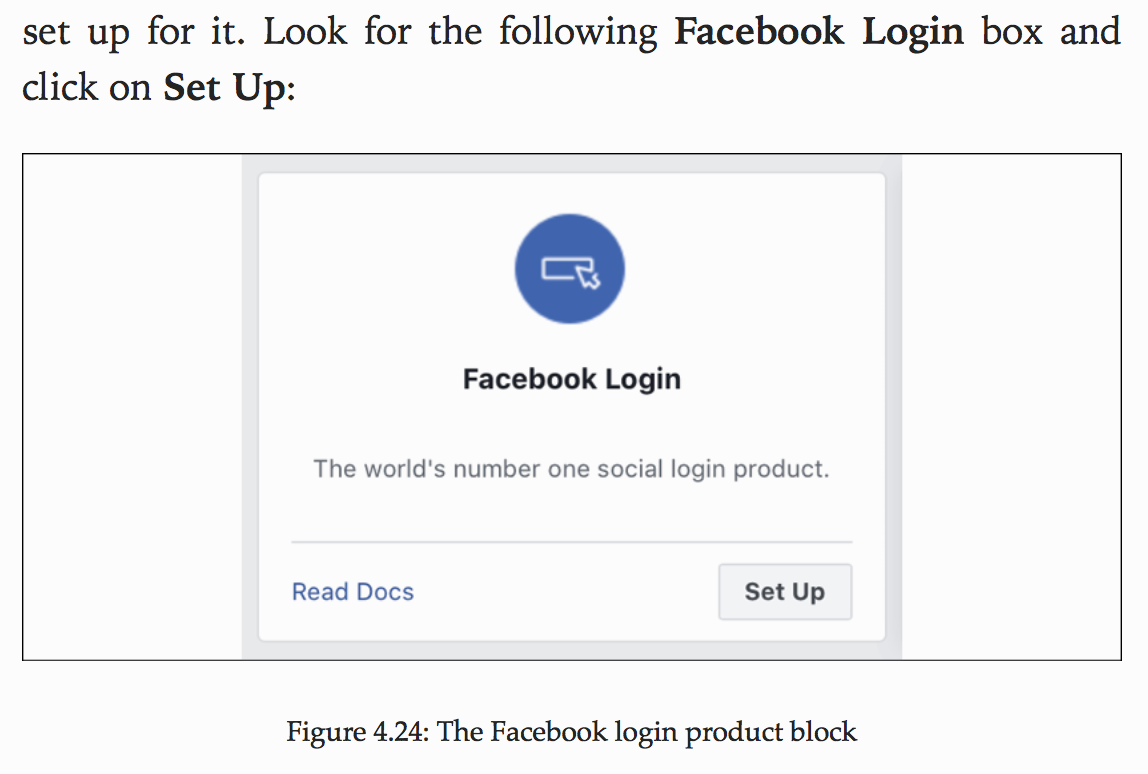 set up for it. Look for the following Facebook Login box and
click on Set Up:
Facebook Login
The world's number one social login product.
Read Docs
Set Up
Figure 4.24: The Facebook login product block